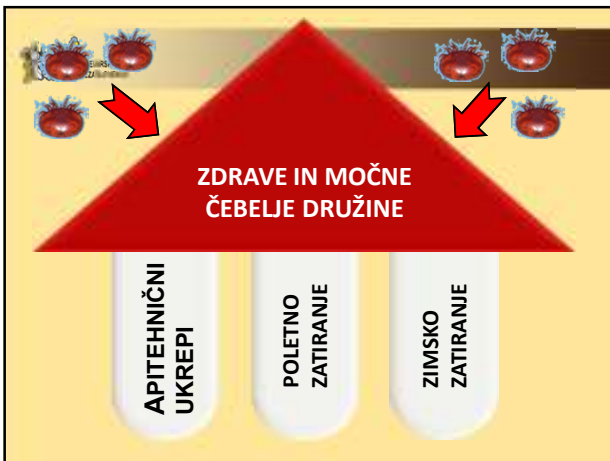 ZDRAVE IN MOČNE
ČEBELJE DRUŽINE
APITEHNIČNI
UKREPI
POLETNO
ZATIRANJE
ZIMSKO
ZATIRANJE